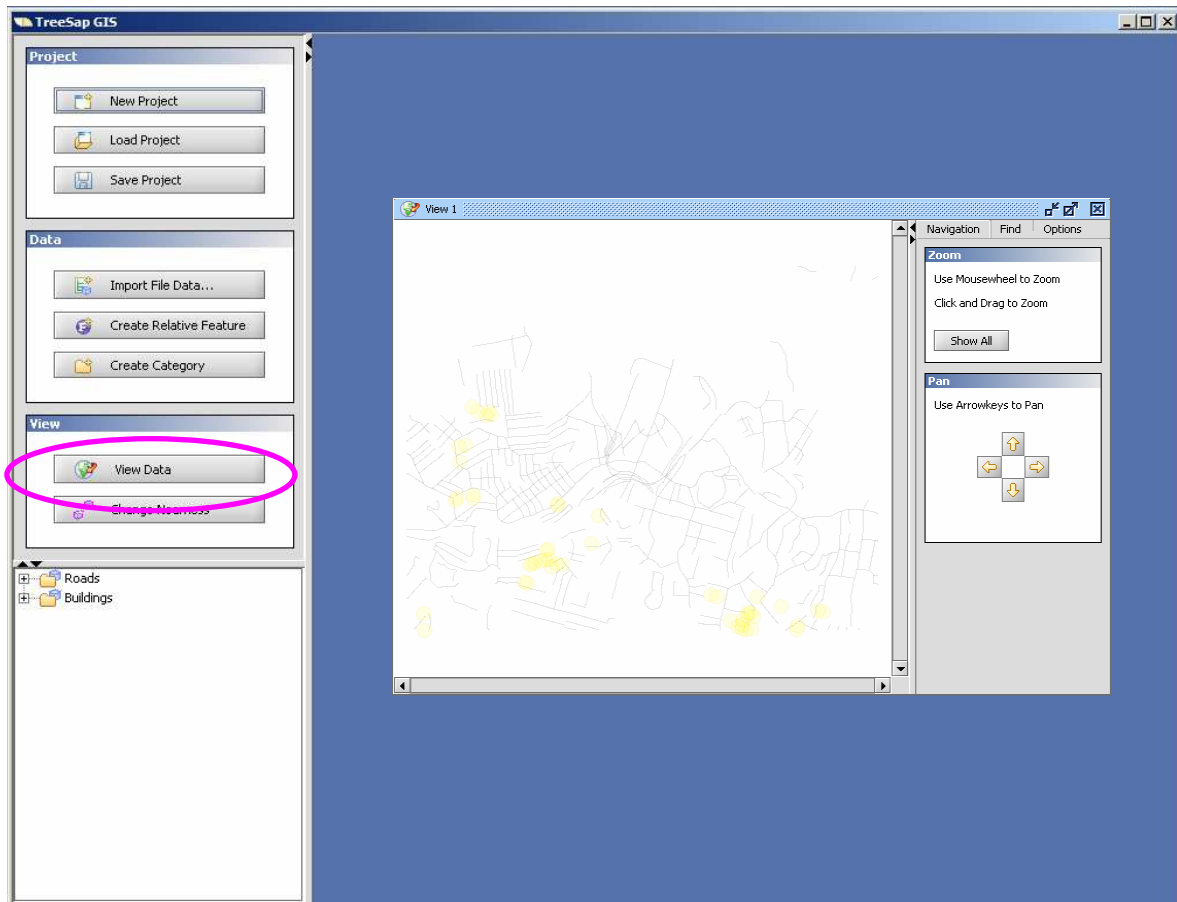 TreeSap GIS
Project
New Project
Load Project
Save Project
Data
Import File Data...
Create Relative Feature
Create Category
View
View Data
Change Nearness
Roads
Buildings
View 1
Navigation Find Options
Zoom
Use Mousewheel to Zoom
Click and Drag to Zoom
Show All
Pan
Use Arrowkeys to Pan